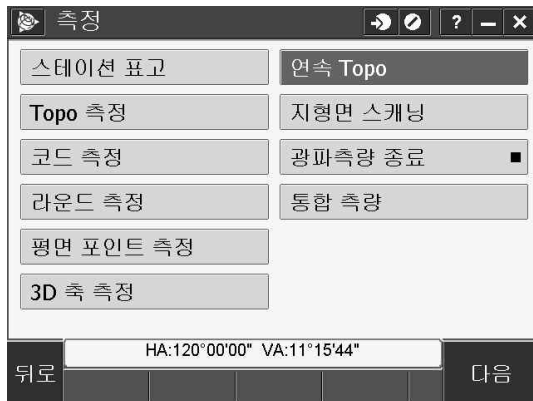 측정
? – ×
스테이션 표고
연속 Topo
Topo 측정
지형면 스캐닝
코드 측정
광파측량 종료 ■
라운드 측정
통합 측량
평면 포인트 측정
3D 축 측정
HA:120°00'00" VA:11°15'44"
뒤로
다음